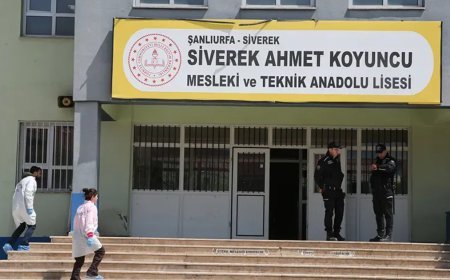 ŞANLIURFA - SİVEREK
SİVEREK AHMET KOYUNCU
MESLEKİ ve TEKNİK ANADOLU LİSESİ